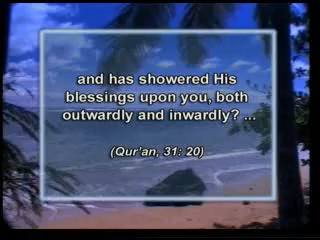 and has showered His
blessings upon you, both
outwardly and inwardly? ...
(Qur'an, 31: 20)